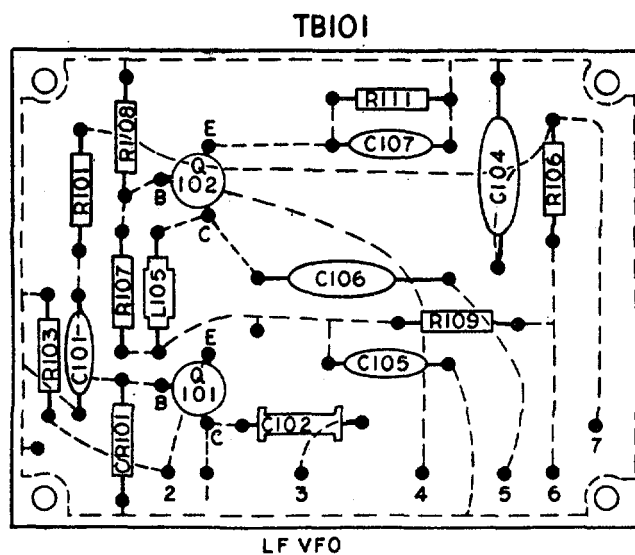 TB101
R108
E
R111
C107
C104
R106
R101
Q
102
B
C
R107
L105
C106
R109
R103
C101
E
Q
101
B
C
C105
CR101
C102
7
2
1
3
4
5
6
LF VFO